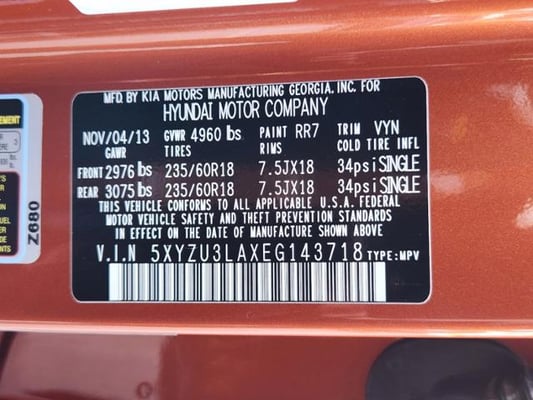 MFD. BY KIA MOTORS MANUFACTURING GEORGIA, INC. FOR
HYUNDAI MOTOR COMPANY
NOV/04/13 GVWR 4960 lbs PAINT RR7 TRIM VYN
GAWR TIRES RIMS COLD TIRE INFL
FRONT 2976 lbs 235/60R18 7.5JX18 34psi SINGLE
REAR 3075 lbs 235/60R18 7.5JX18 34psi SINGLE
THIS VEHICLE CONFORMS TO ALL APPLICABLE U.S.A. FEDERAL
MOTOR VEHICLE SAFETY AND THEFT PREVENTION STANDARDS
IN EFFECT ON THE DATE OF MANUFACTURE SHOWN ABOVE
V.I.N 5XYZU3LAXEG143718 TYPE:MPV
Z680